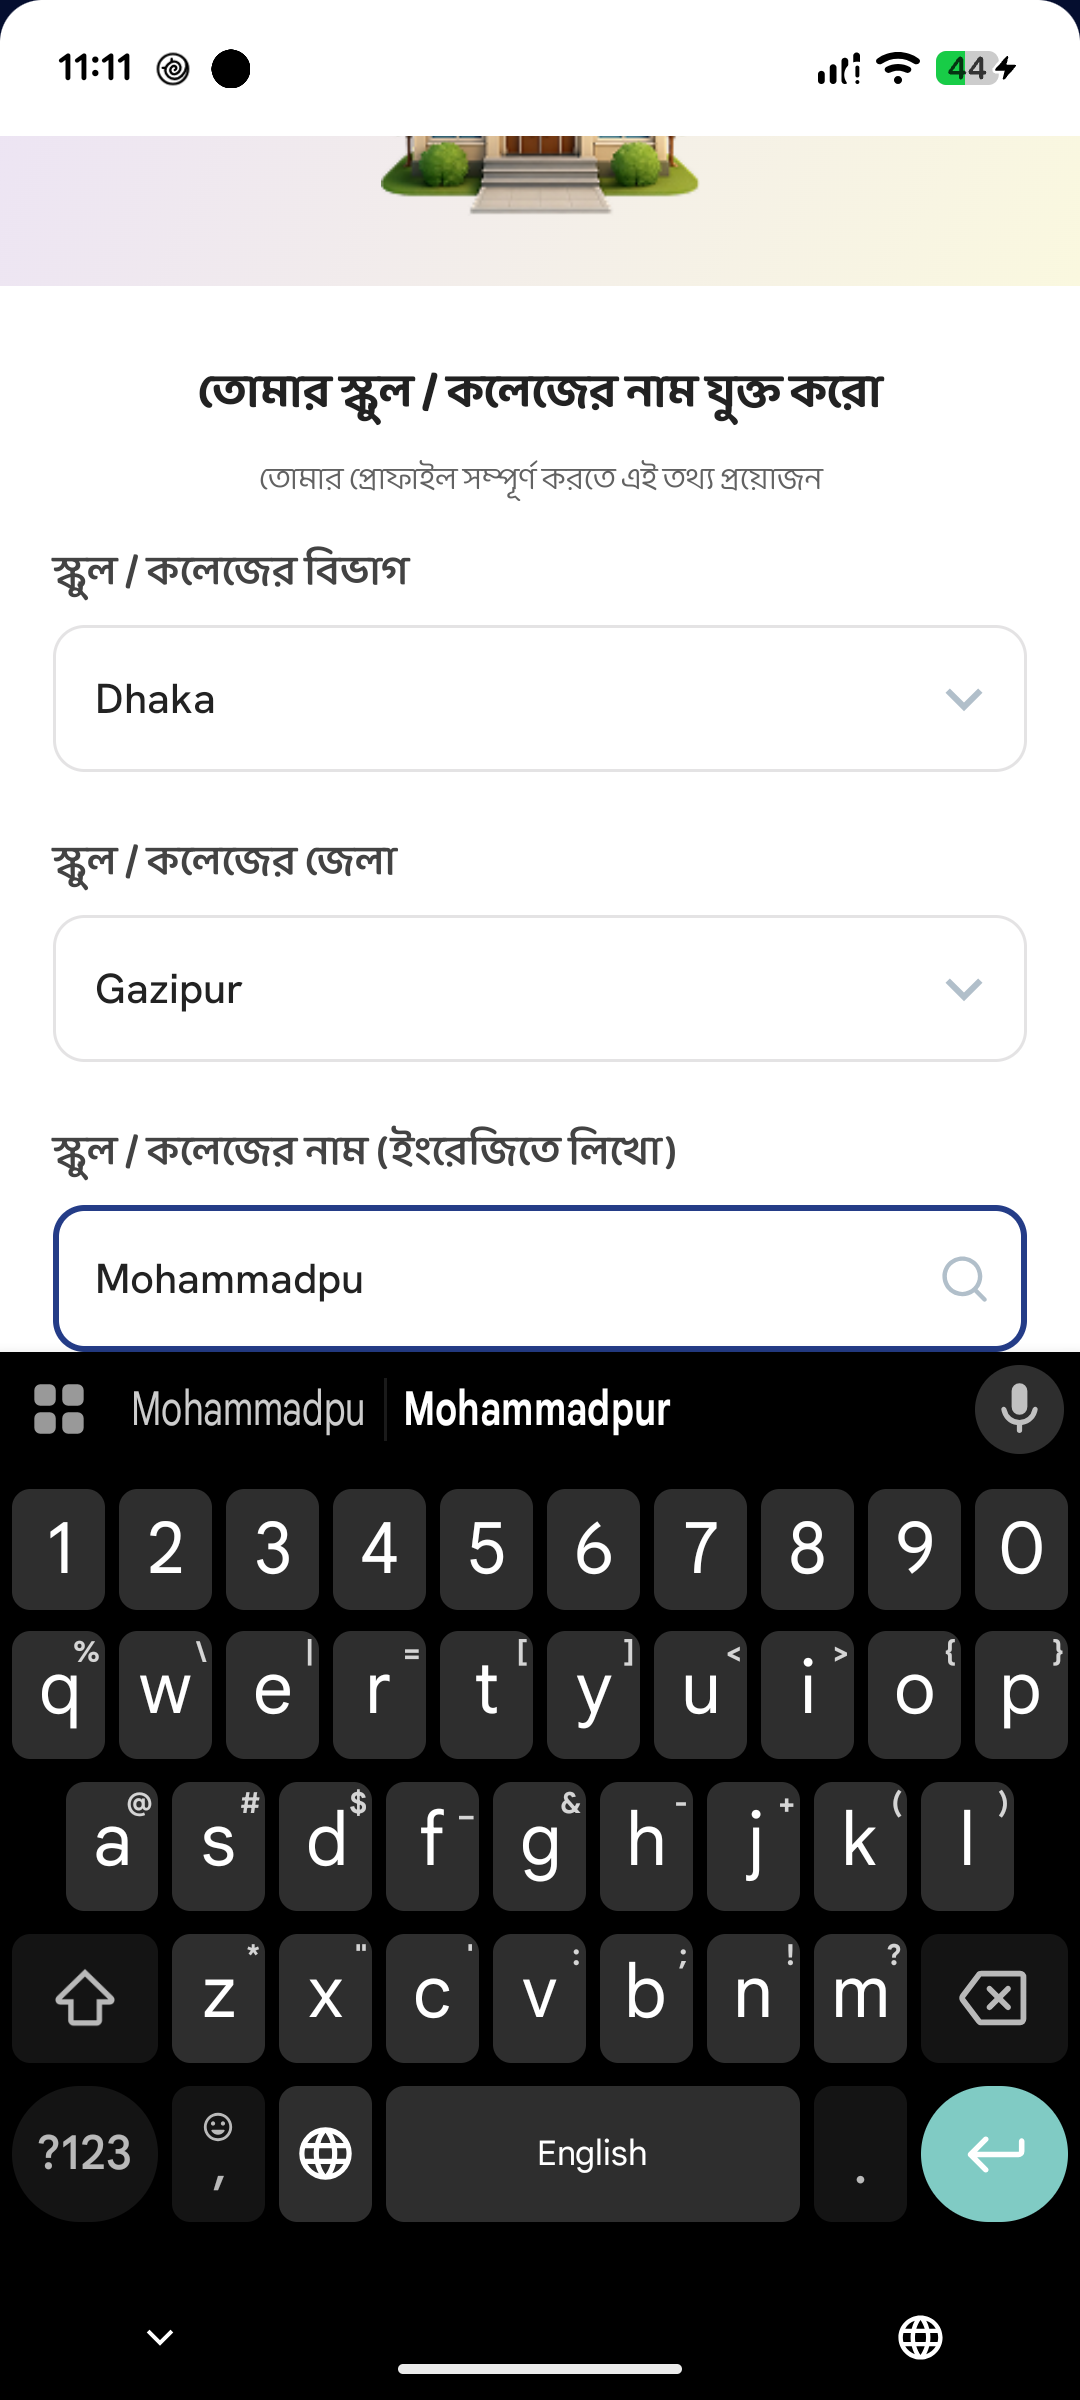 11:11
44
তোমার স্কুল / কলেজের নাম যুক্ত করো
তোমার প্রোফাইল সম্পূর্ণ করতে এই তথ্য প্রয়োজন
স্কুল / কলেজের বিভাগ
Dhaka
স্কুল / কলেজের জেলা
Gazipur
স্কুল / কলেজের নাম (ইংরেজিতে লিখো)
Mohammadpu
Mohammadpu Mohammadpur
1 2 3 4 5 6 7 8 9 0
% \ | = [ ] < > { }
q w e r t y u i o p
@ # $ _ & - + ( )
a s d f g h j k l
* " ' : ; ! ?
z x c v b n m
?123 , English .